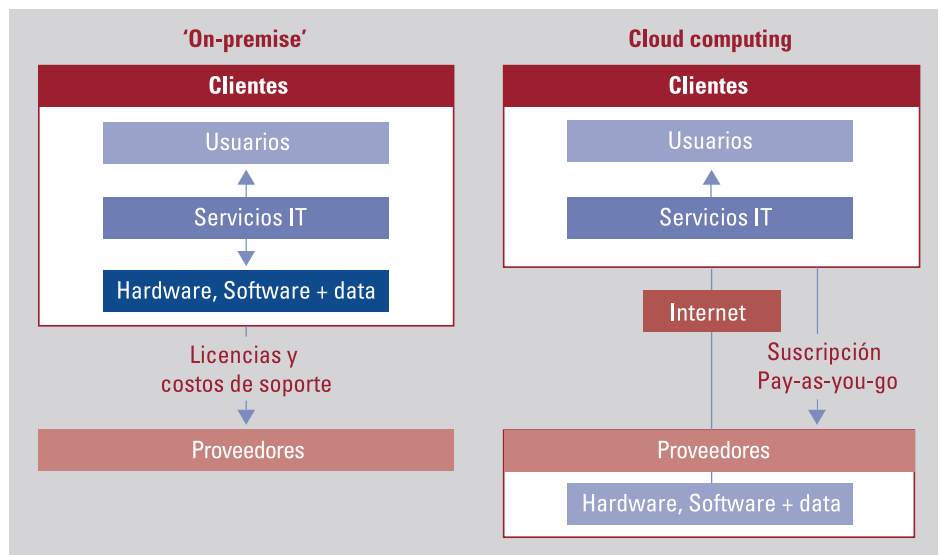 ‘On-premise’
Clientes
Usuarios
Servicios IT
Hardware, Software + data
Licencias y
costos de soporte
Proveedores
Cloud computing
Clientes
Usuarios
Servicios IT
Internet
Suscripción
Pay-as-you-go
Proveedores
Hardware, Software + data